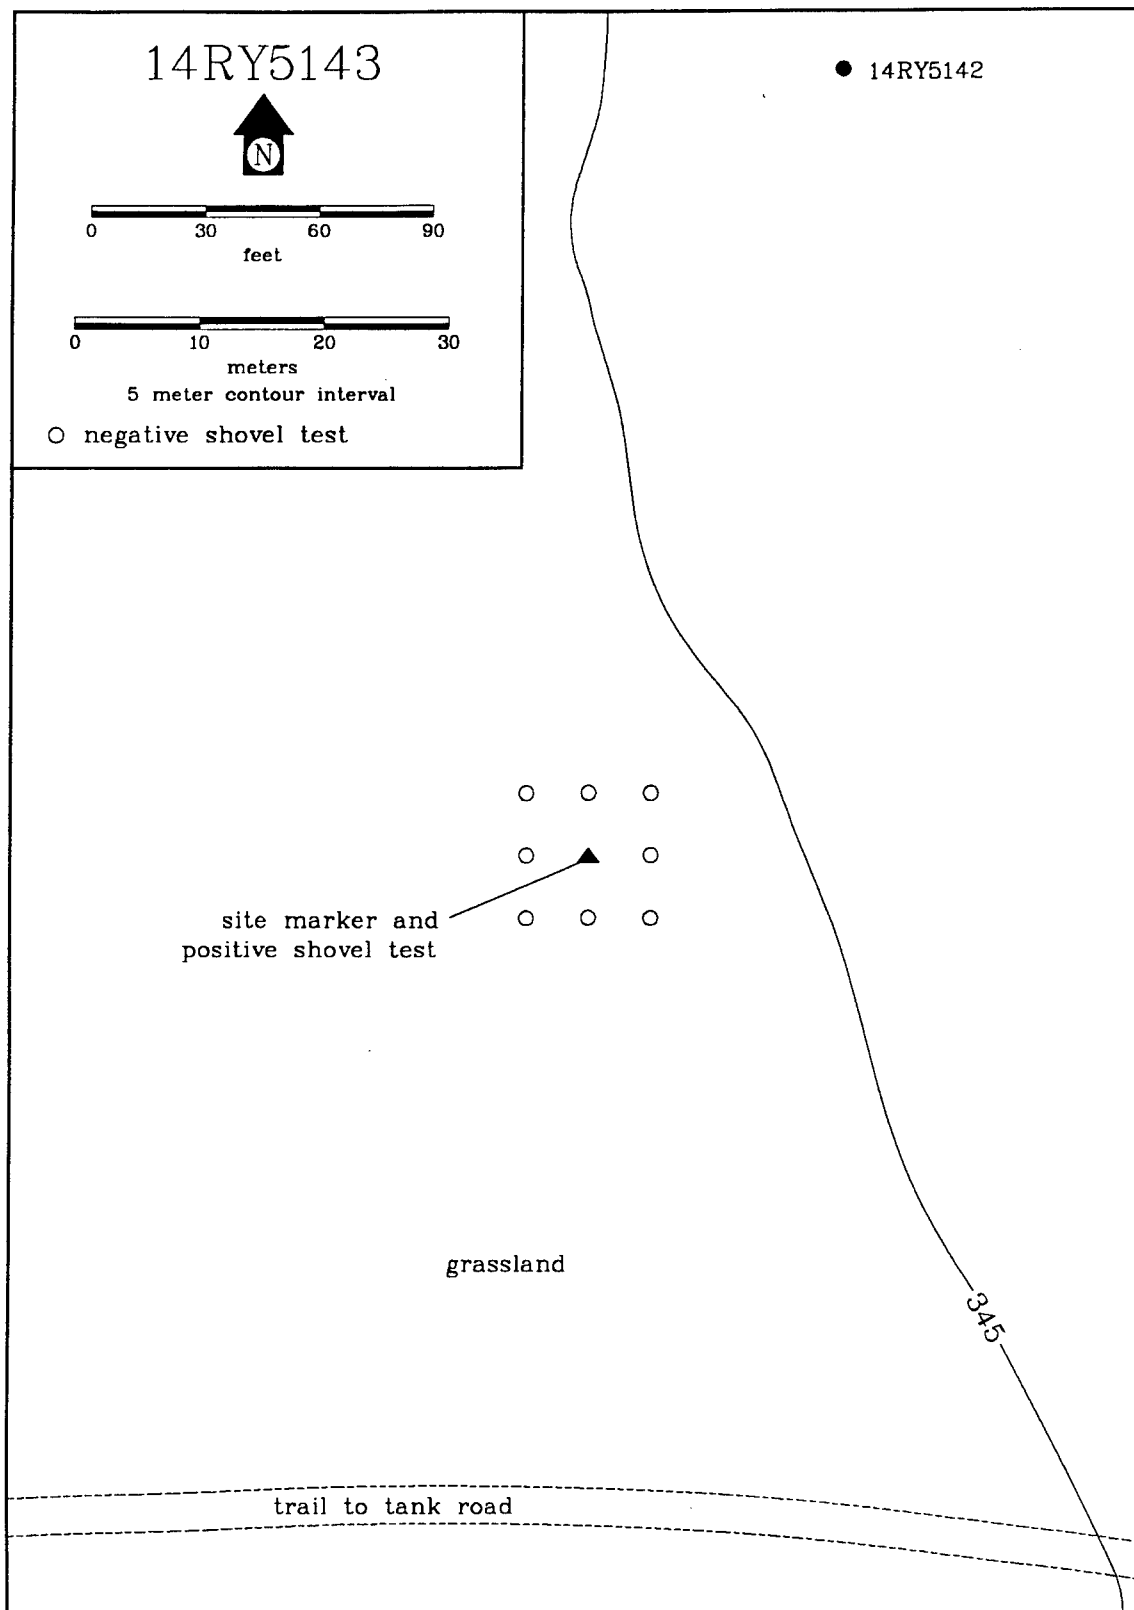 14RY5143
N
0 30 60 90
feet
0 10 20 30
meters
5 meter contour interval
negative shovel test
14RY5142
site marker and
positive shovel test
grassland
345
trail to tank road